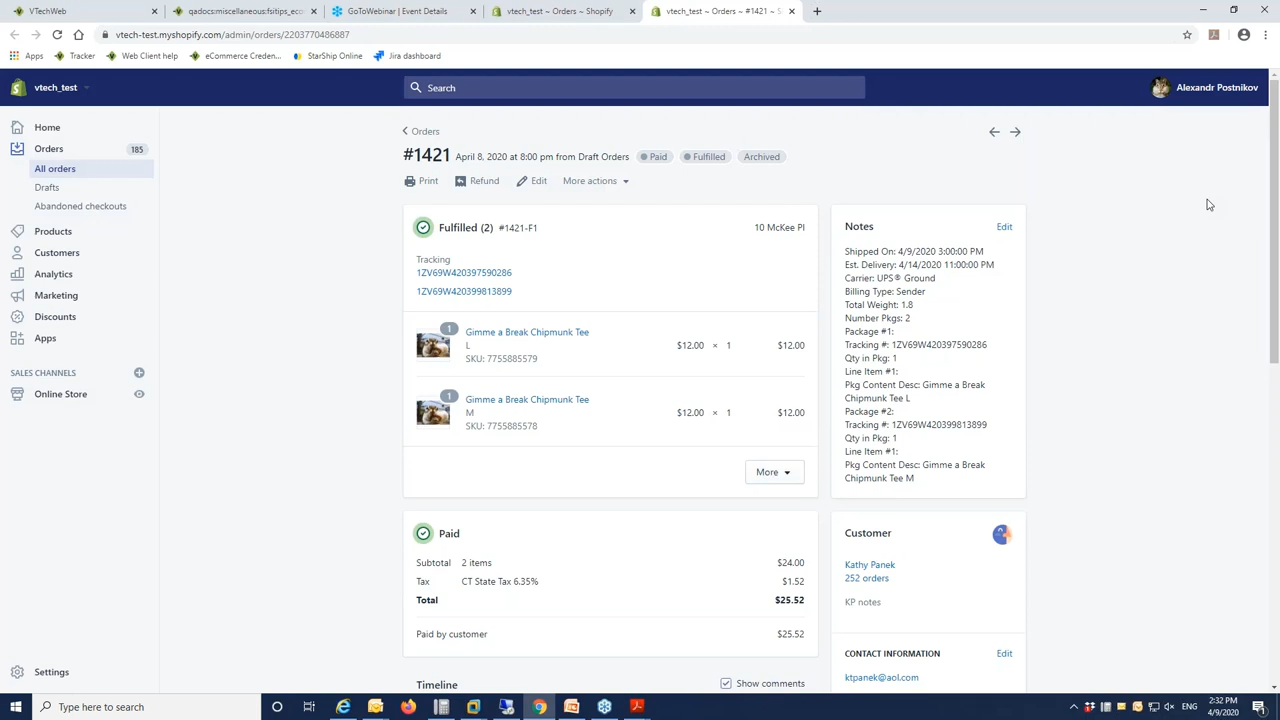 VTechWeb
qadocs:miscellaneous:fsitips_eco
GoToWebinar | Event Details
vtech_test ~ Orders ~ Shopify
vtech_test ~ Orders ~ #1421 ~ S
vtech-test.myshopify.com/admin/orders/2203770486887
Apps
Tracker
Web Client help
eCommerce Creden...
StarShip Online
Jira dashboard
vtech_test
Search
Alexandr Postnikov
Home
Orders 185
All orders
Drafts
Abandoned checkouts
Products
Customers
Analytics
Marketing
Discounts
Apps
SALES CHANNELS
Online Store
Settings
Orders
#1421 April 8, 2020 at 8:00 pm from Draft Orders Paid Fulfilled Archived
Print Refund Edit More actions
Fulfilled (2) #1421-F1 10 McKee Pl
Tracking
1ZV69W420397590286
1ZV69W420399813899
1
Gimme a Break Chipmunk Tee
L $12.00 × 1 $12.00
SKU: 7755885579
1
Gimme a Break Chipmunk Tee
M $12.00 × 1 $12.00
SKU: 7755885578
More
Paid
Subtotal 2 items $24.00
Tax CT State Tax 6.35% $1.52
Total $25.52
Paid by customer $25.52
Timeline Show comments
Notes Edit
Shipped On: 4/9/2020 3:00:00 PM
Est. Delivery: 4/14/2020 11:00:00 PM
Carrier: UPS® Ground
Billing Type: Sender
Total Weight: 1.8
Number Pkgs: 2
Package #1:
Tracking #: 1ZV69W420397590286
Qty in Pkg: 1
Line Item #1:
Pkg Content Desc: Gimme a Break
Chipmunk Tee L
Package #2:
Tracking #: 1ZV69W420399813899
Qty in Pkg: 1
Line Item #1:
Pkg Content Desc: Gimme a Break
Chipmunk Tee M
Customer
Kathy Panek
252 orders
KP notes
CONTACT INFORMATION Edit
ktpanek@aol.com
Type here to search
ENG
2:32 PM
4/9/2020
1